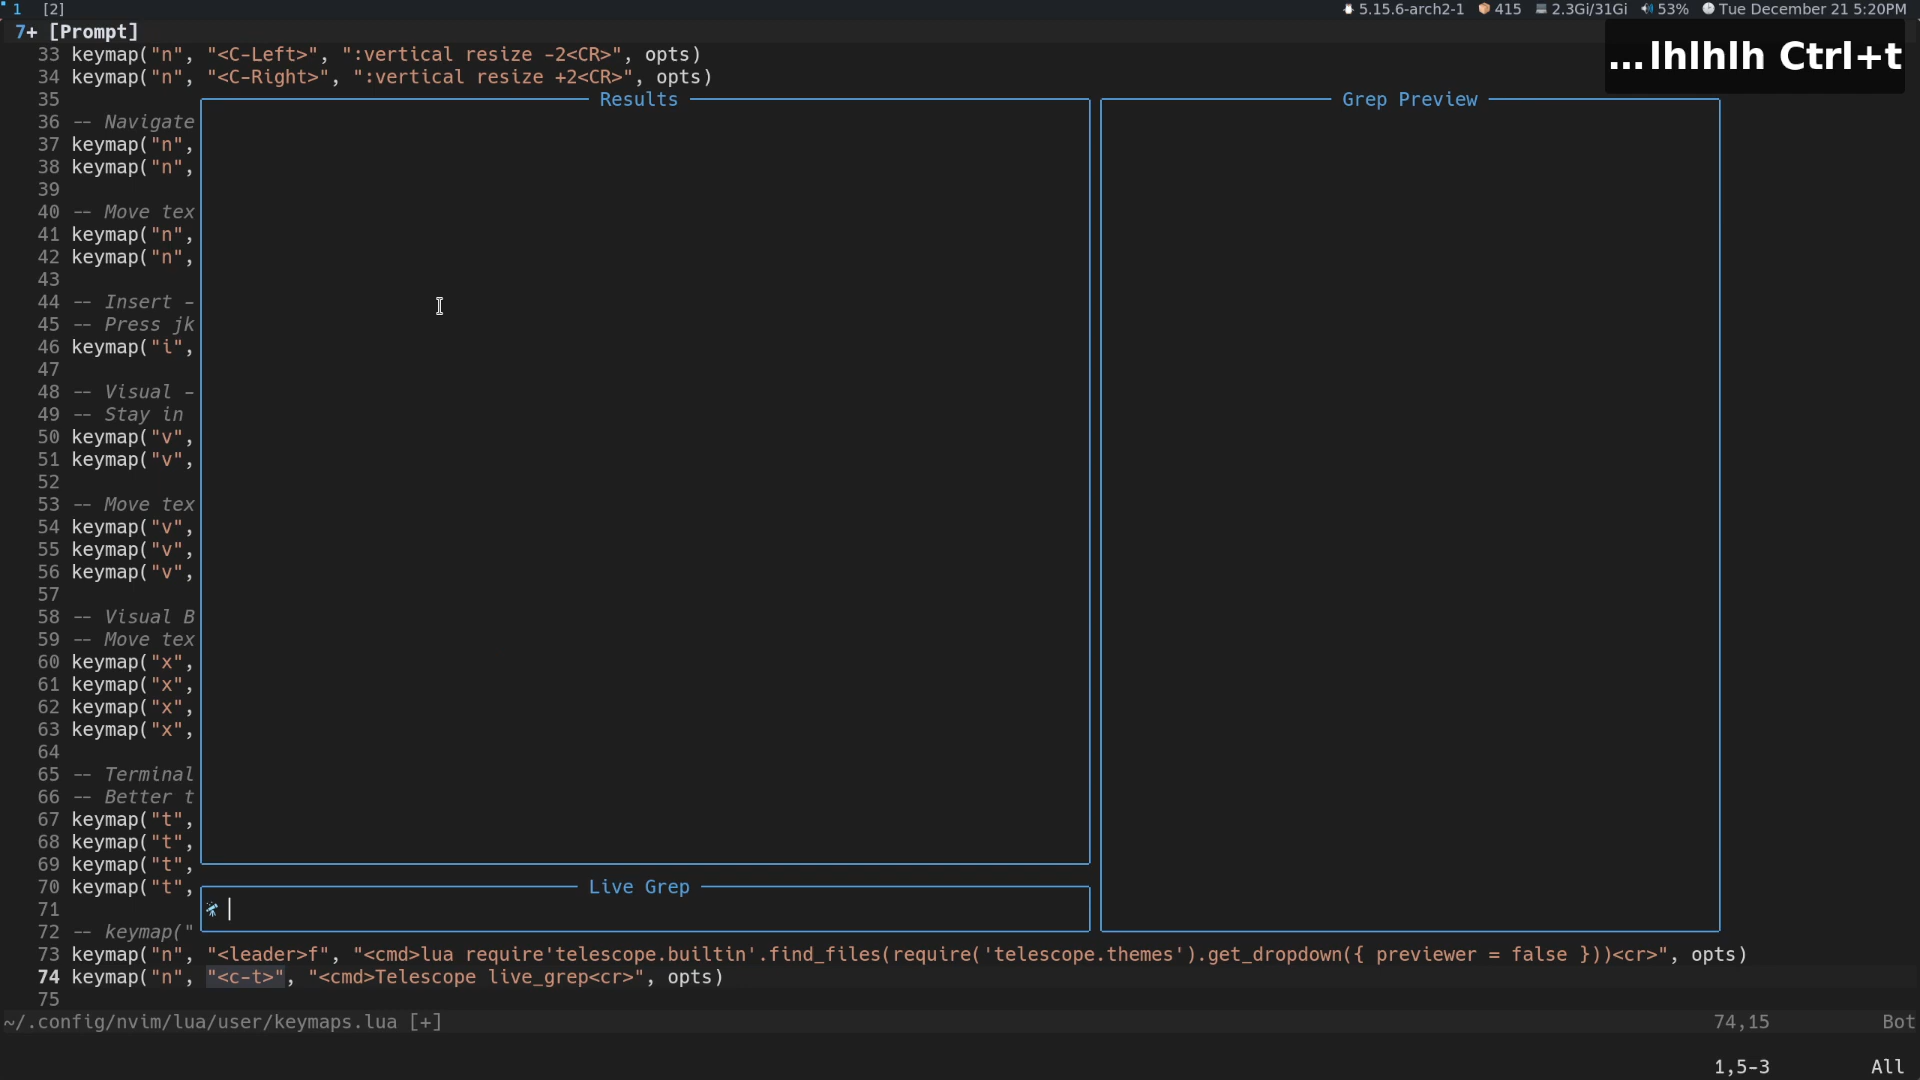 1 [2] 5.15.6-arch2-1 415 2.3Gi/31Gi 53% Tue December 21 5:20PM
7+ [Prompt]
...lhlhlh Ctrl+t
33 keymap("n", "<C-Left>", ":vertical resize -2<CR>", opts)
34 keymap("n", "<C-Right>", ":vertical resize +2<CR>", opts)
35
Results
Grep Preview
36 -- Navigate
37 keymap("n",
38 keymap("n",
39
40 -- Move tex
41 keymap("n",
42 keymap("n",
43
44 -- Insert -
45 -- Press jk
46 keymap("i",
47
48 -- Visual -
49 -- Stay in
50 keymap("v",
51 keymap("v",
52
53 -- Move tex
54 keymap("v",
55 keymap("v",
56 keymap("v",
57
58 -- Visual B
59 -- Move tex
60 keymap("x",
61 keymap("x",
62 keymap("x",
63 keymap("x",
64
65 -- Terminal
66 -- Better t
67 keymap("t",
68 keymap("t",
69 keymap("t",
70 keymap("t",
Live Grep
71
72 -- keymap("
73 keymap("n", "<leader>f", "<cmd>lua require'telescope.builtin'.find_files(require('telescope.themes').get_dropdown({ previewer = false }))<cr>", opts)
74 keymap("n", "<c-t>", "<cmd>Telescope live_grep<cr>", opts)
75
~/.config/nvim/lua/user/keymaps.lua [+] 74,15 Bot
1,5-3 All